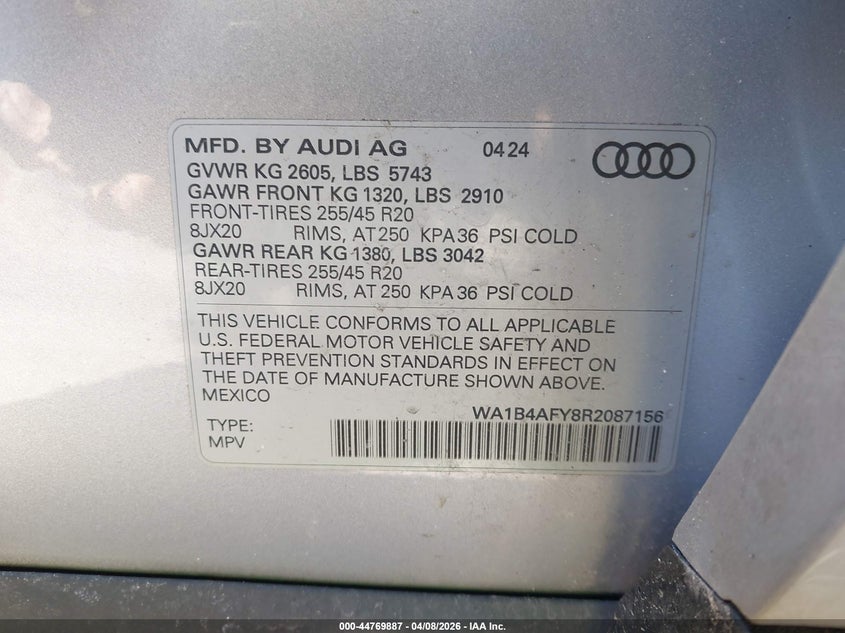 MFD. BY AUDI AG 04 24
GVWR KG 2605, LBS 5743
GAWR FRONT KG 1320, LBS 2910
FRONT-TIRES 255/45 R20
8JX20 RIMS, AT 250 KPA 36 PSI COLD
GAWR REAR KG 1380, LBS 3042
REAR-TIRES 255/45 R20
8JX20 RIMS, AT 250 KPA 36 PSI COLD
THIS VEHICLE CONFORMS TO ALL APPLICABLE
U.S. FEDERAL MOTOR VEHICLE SAFETY AND
THEFT PREVENTION STANDARDS IN EFFECT ON
THE DATE OF MANUFACTURE SHOWN ABOVE.
MEXICO
WA1B4AFY8R2087156
TYPE:
MPV
000-44769887 - 04/08/2026 - IAA Inc.